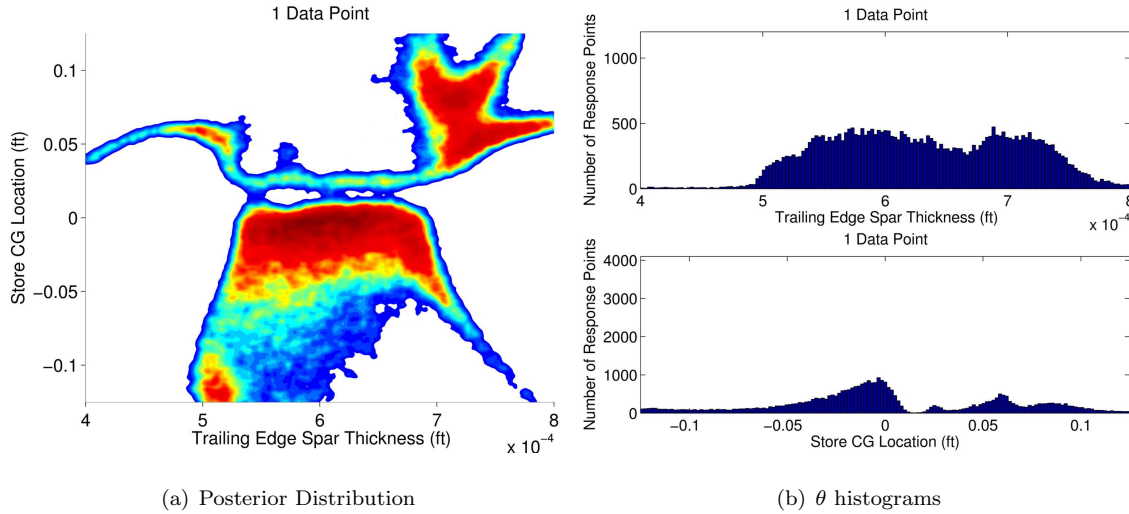 1 Data Point
Store CG Location (ft)
0.1
0.05
0
−0.05
−0.1
4 5 6 7 8
Trailing Edge Spar Thickness (ft)
x 10⁻⁴
(a) Posterior Distribution
1 Data Point
Number of Response Points
1000
500
0
4 5 6 7 8
Trailing Edge Spar Thickness (ft)
x 10⁻⁴
1 Data Point
Number of Response Points
4000
3000
2000
1000
0
−0.1 −0.05 0 0.05 0.1
Store CG Location (ft)
(b) θ histograms